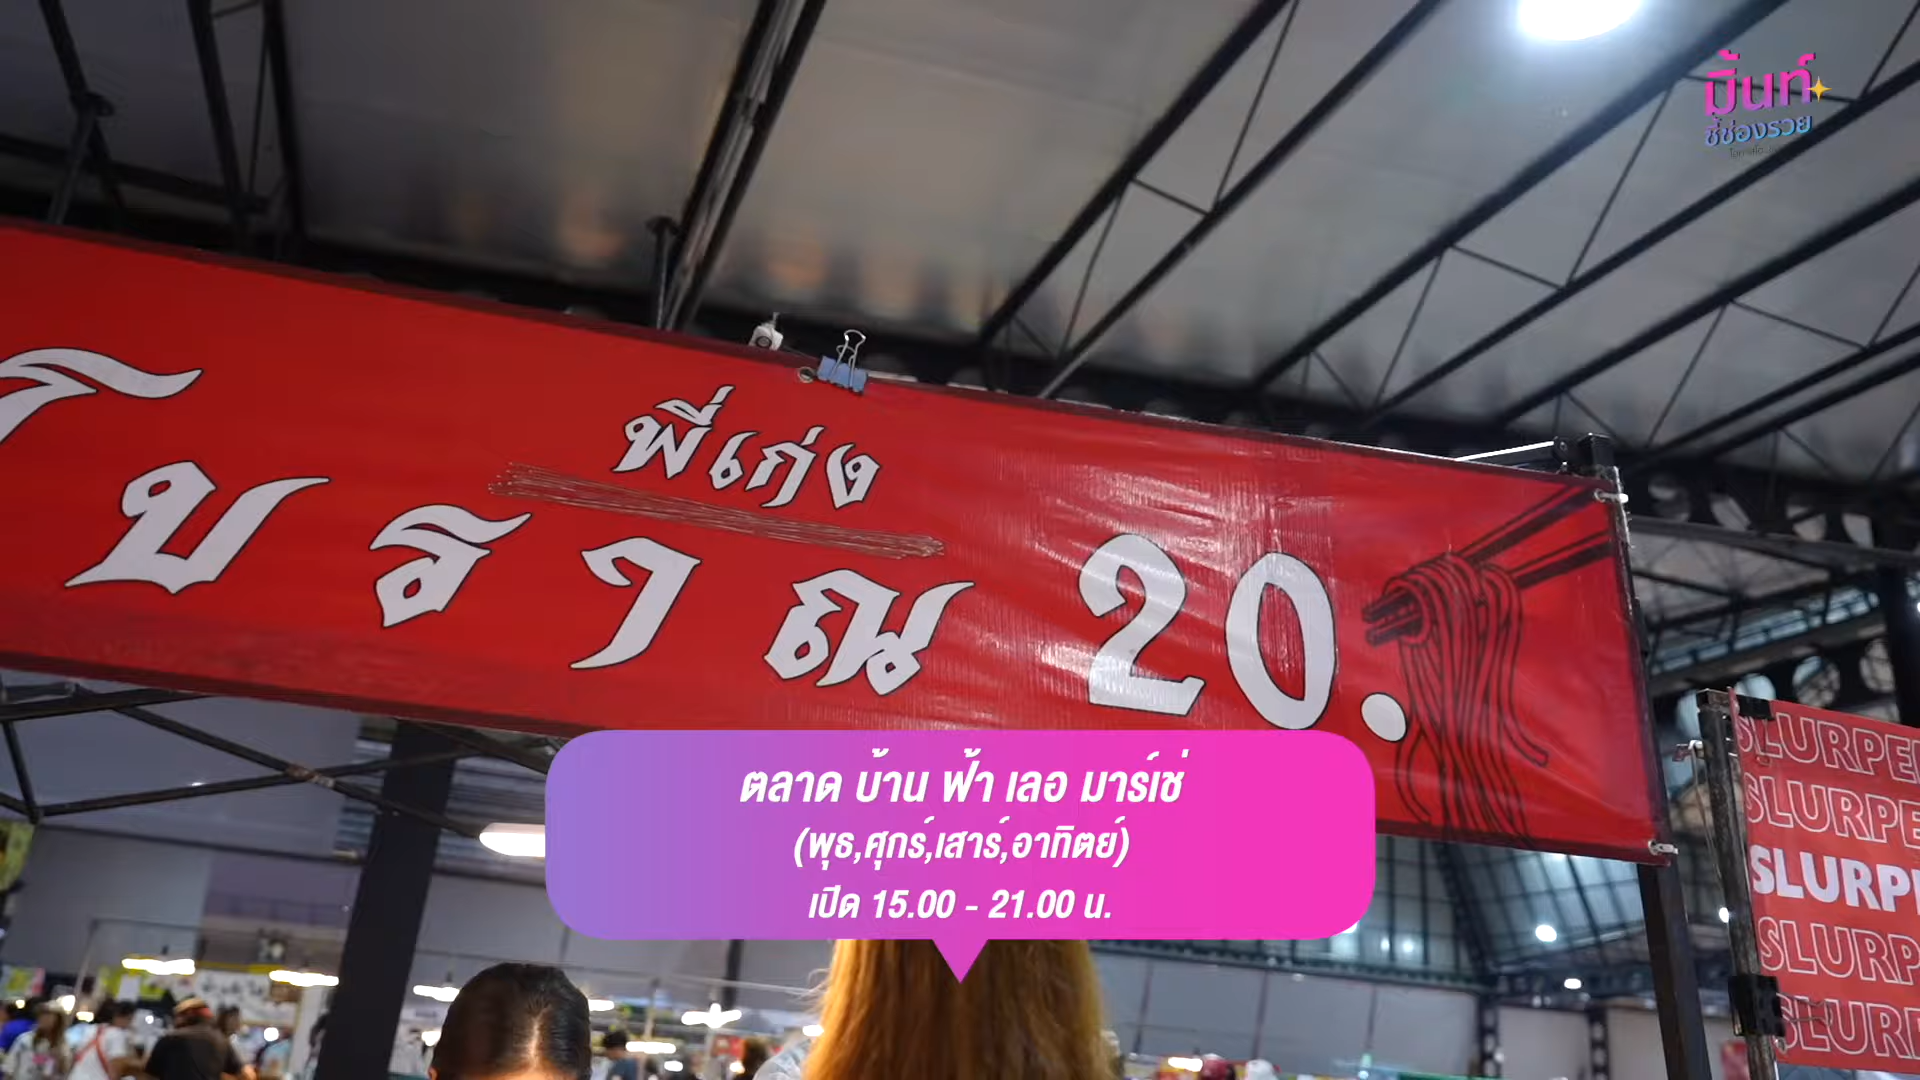 มิ้นท์
ชี้ช่องรวย
พี่เก่ง
โบราณ 20.
ตลาด บ้าน ฟ้า เลอ มาร์เช่
(พุธ,ศุกร์,เสาร์,อาทิตย์)
เปิด 15.00 - 21.00 น.
SLURPE
SLURPE
SLURP
SLURP
SLURP